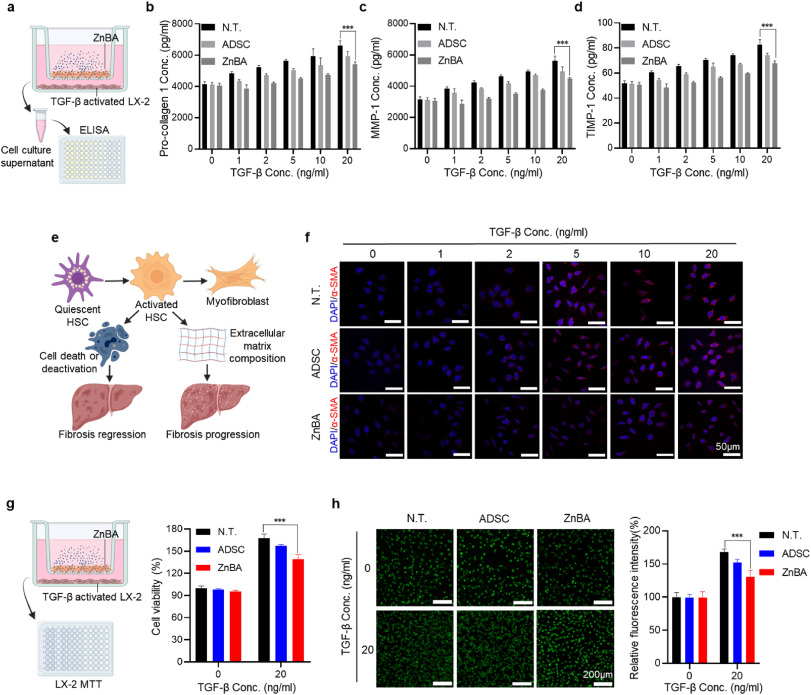 a
ZnBA
TGF-β activated LX-2
ELISA
Cell culture
supernatant
b
Pro-collagen 1 Conc. (pg/ml)
8000
6000
4000
2000
0
N.T.
ADSC
ZnBA
***
0 1 2 5 10 20
TGF-β Conc. (ng/ml)
c
MMP-1 Conc. (pg/ml)
8000
6000
4000
2000
0
N.T.
ADSC
ZnBA
***
0 1 2 5 10 20
TGF-β Conc. (ng/ml)
d
TIMP-1 Conc. (pg/ml)
100
80
60
40
20
0
N.T.
ADSC
ZnBA
***
0 1 2 5 10 20
TGF-β Conc. (ng/ml)
e
Quiescent
HSC
Activated
HSC
Myofibroblast
Cell death or
deactivation
Extracellular
matrix
composition
Fibrosis regression
Fibrosis progression
f
TGF-β Conc. (ng/ml)
0 1 2 5 10 20
N.T.
DAPI/α-SMA
ADSC
DAPI/α-SMA
ZnBA
DAPI/α-SMA
50μm
g
ZnBA
TGF-β activated LX-2
LX-2 MTT
Cell viability (%)
180
150
120
90
60
30
0
N.T.
ADSC
ZnBA
***
0 20
TGF-β Conc. (ng/ml)
h
N.T. ADSC ZnBA
TGF-β Conc. (ng/ml)
0
20
200μm
Relative fluorescence intensity(%)
200
150
100
50
0
N.T.
ADSC
ZnBA
***
0 20
TGF-β Conc. (ng/ml)